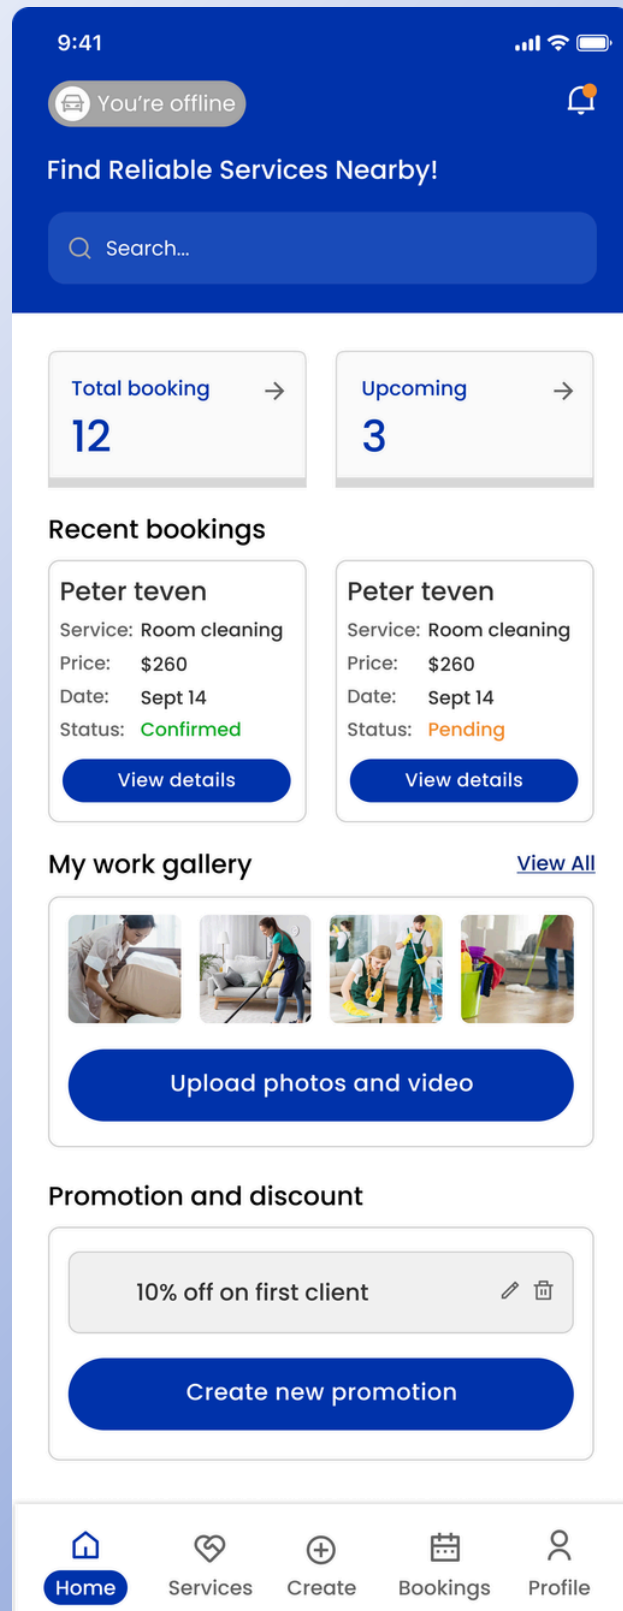 9:41
You're offline
Find Reliable Services Nearby!
Search...
Total booking
12
Upcoming
3
Recent bookings
Peter teven
Service: Room cleaning
Price: $260
Date: Sept 14
Status: Confirmed
View details
Peter teven
Service: Room cleaning
Price: $260
Date: Sept 14
Status: Pending
View details
My work gallery
View All
Upload photos and video
Promotion and discount
10% off on first client
Create new promotion
Home
Services
Create
Bookings
Profile